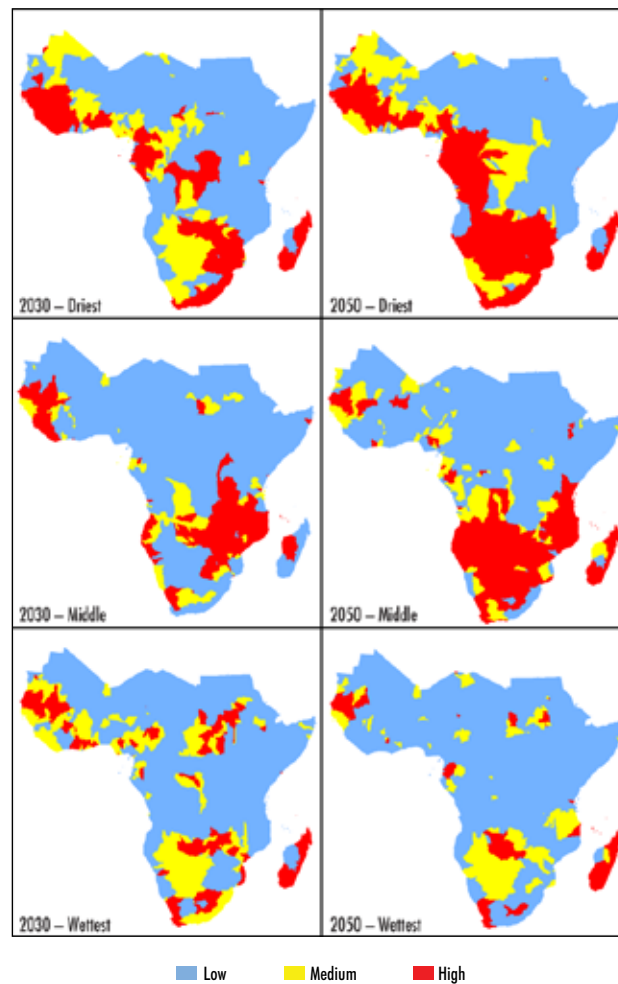 2030 – Driest
2050 – Driest
2030 – Middle
2050 – Middle
2030 – Wettest
2050 – Wettest
Low
Medium
High